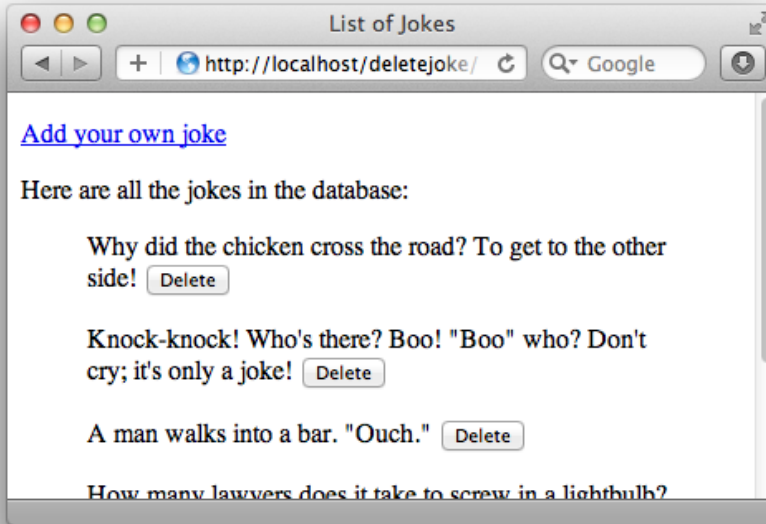 List of Jokes
http://localhost/deletejoke/
Google
Add your own joke
Here are all the jokes in the database:
Why did the chicken cross the road? To get to the other
side! Delete
Knock-knock! Who's there? Boo! "Boo" who? Don't
cry; it's only a joke! Delete
A man walks into a bar. "Ouch." Delete
How many lawyers does it take to screw in a lightbulb?